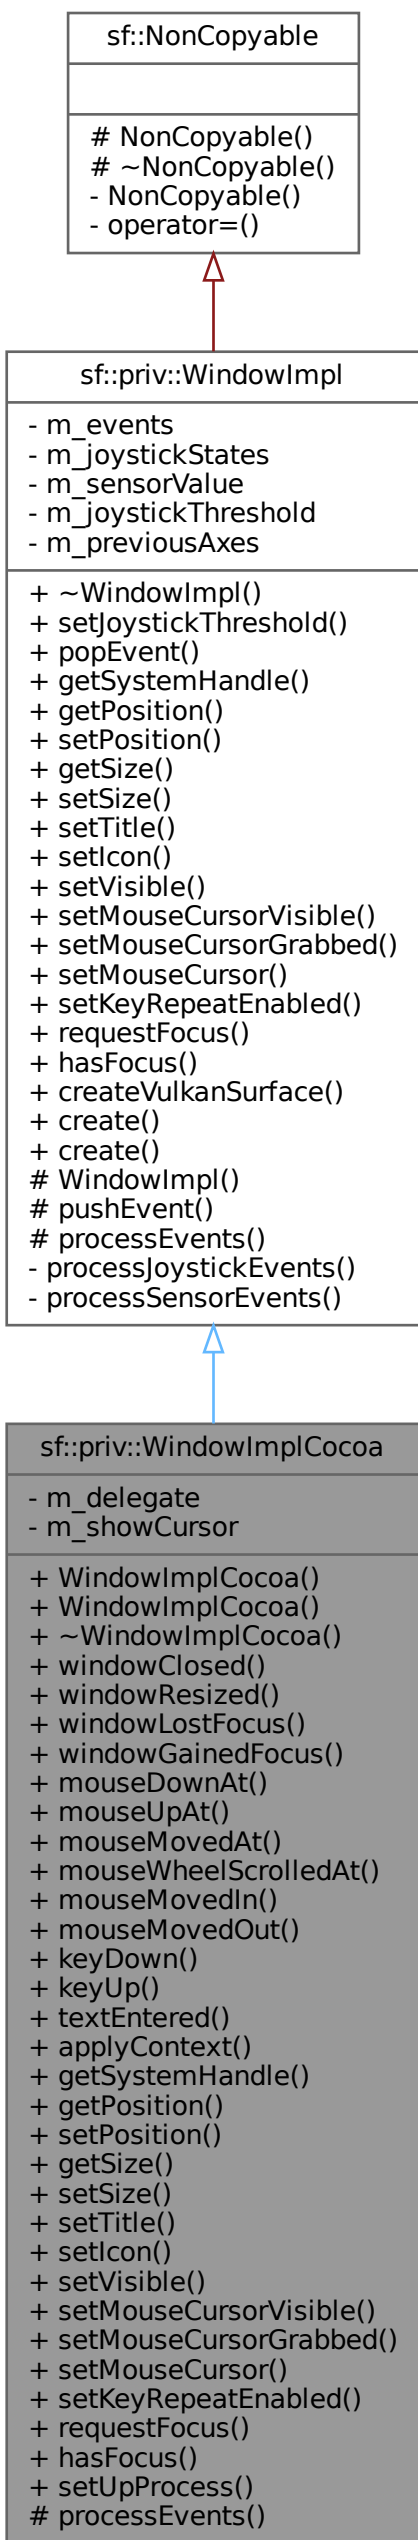 sf::NonCopyable
# NonCopyable()
# ~NonCopyable()
- NonCopyable()
- operator=()
sf::priv::WindowImpl
- m_events
- m_joystickStates
- m_sensorValue
- m_joystickThreshold
- m_previousAxes
+ ~WindowImpl()
+ setJoystickThreshold()
+ popEvent()
+ getSystemHandle()
+ getPosition()
+ setPosition()
+ getSize()
+ setSize()
+ setTitle()
+ setIcon()
+ setVisible()
+ setMouseCursorVisible()
+ setMouseCursorGrabbed()
+ setMouseCursor()
+ setKeyRepeatEnabled()
+ requestFocus()
+ hasFocus()
+ createVulkanSurface()
+ create()
+ create()
# WindowImpl()
# pushEvent()
# processEvents()
- processJoystickEvents()
- processSensorEvents()
sf::priv::WindowImplCocoa
- m_delegate
- m_showCursor
+ WindowImplCocoa()
+ WindowImplCocoa()
+ ~WindowImplCocoa()
+ windowClosed()
+ windowResized()
+ windowLostFocus()
+ windowGainedFocus()
+ mouseDownAt()
+ mouseUpAt()
+ mouseMovedAt()
+ mouseWheelScrolledAt()
+ mouseMovedIn()
+ mouseMovedOut()
+ keyDown()
+ keyUp()
+ textEntered()
+ applyContext()
+ getSystemHandle()
+ getPosition()
+ setPosition()
+ getSize()
+ setSize()
+ setTitle()
+ setIcon()
+ setVisible()
+ setMouseCursorVisible()
+ setMouseCursorGrabbed()
+ setMouseCursor()
+ setKeyRepeatEnabled()
+ requestFocus()
+ hasFocus()
+ setUpProcess()
# processEvents()